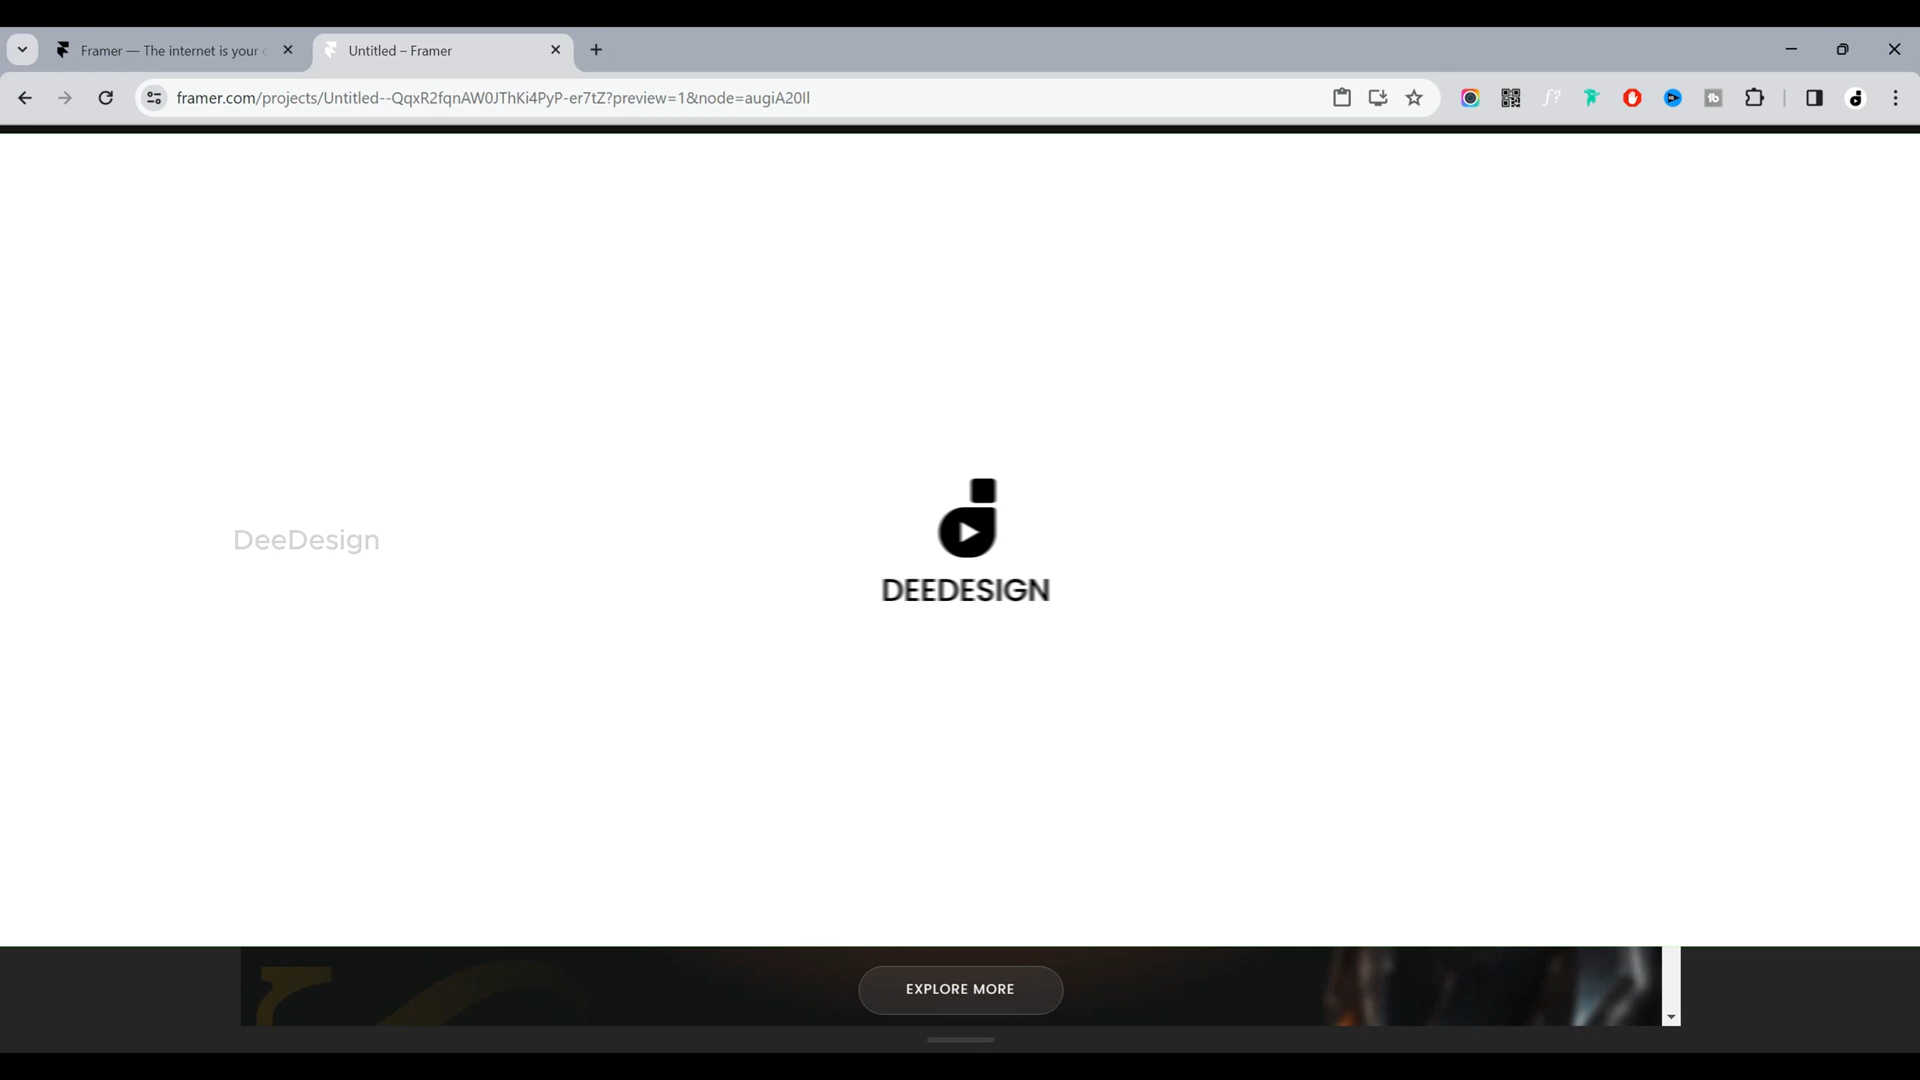 Framer — The internet is your
Untitled – Framer
framer.com/projects/Untitled--QqxR2fqnAW0JThKi4PyP-er7tZ?preview=1&node=augiA20Il
f?
tb
DeeDesign
DEEDESIGN
EXPLORE MORE